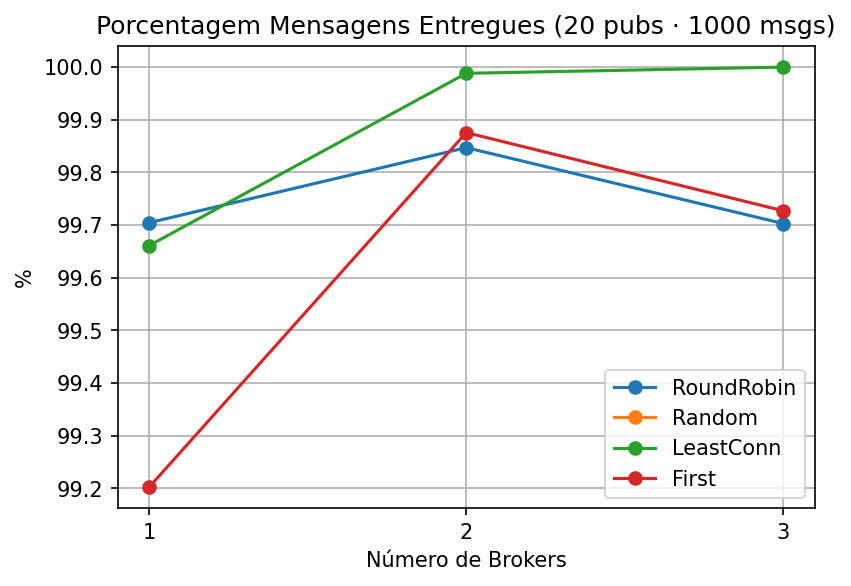 Porcentagem Mensagens Entregues (20 pubs · 1000 msgs)
100.0
99.9
99.8
99.7
99.6
99.5
99.4
99.3
99.2
%
RoundRobin
Random
LeastConn
First
1
2
3
Número de Brokers